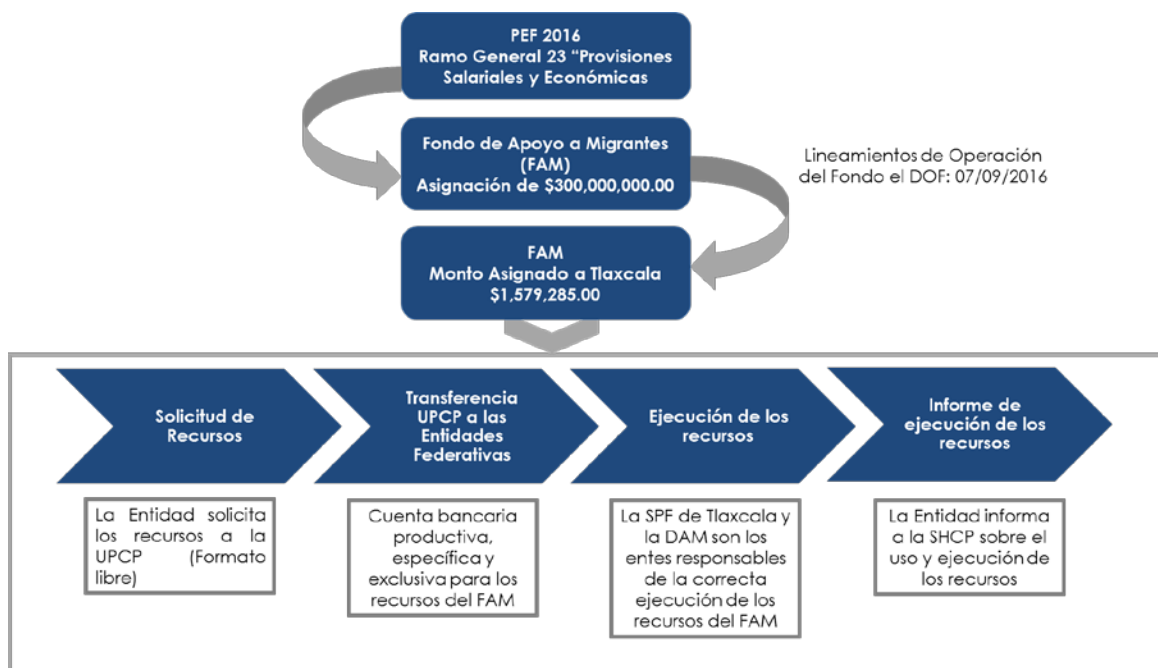 PEF 2016
Ramo General 23 “Provisiones
Salariales y Económicas
Fondo de Apoyo a Migrantes
(FAM)
Asignación de $300,000,000.00
Lineamientos de Operación
del Fondo el DOF: 07/09/2016
FAM
Monto Asignado a Tlaxcala
$1,579,285.00
Solicitud de
Recursos
Transferencia
UPCP a las
Entidades
Federativas
Ejecución de los
recursos
Informe de
ejecución de los
recursos
La Entidad solicita
los recursos a la
UPCP (Formato
libre)
Cuenta bancaria
productiva,
específica y
exclusiva para los
recursos del FAM
La SPF de Tlaxcala y
la DAM son los
entes responsables
de la correcta
ejecución de los
recursos del FAM
La Entidad informa
a la SHCP sobre el
uso y ejecución de
los recursos